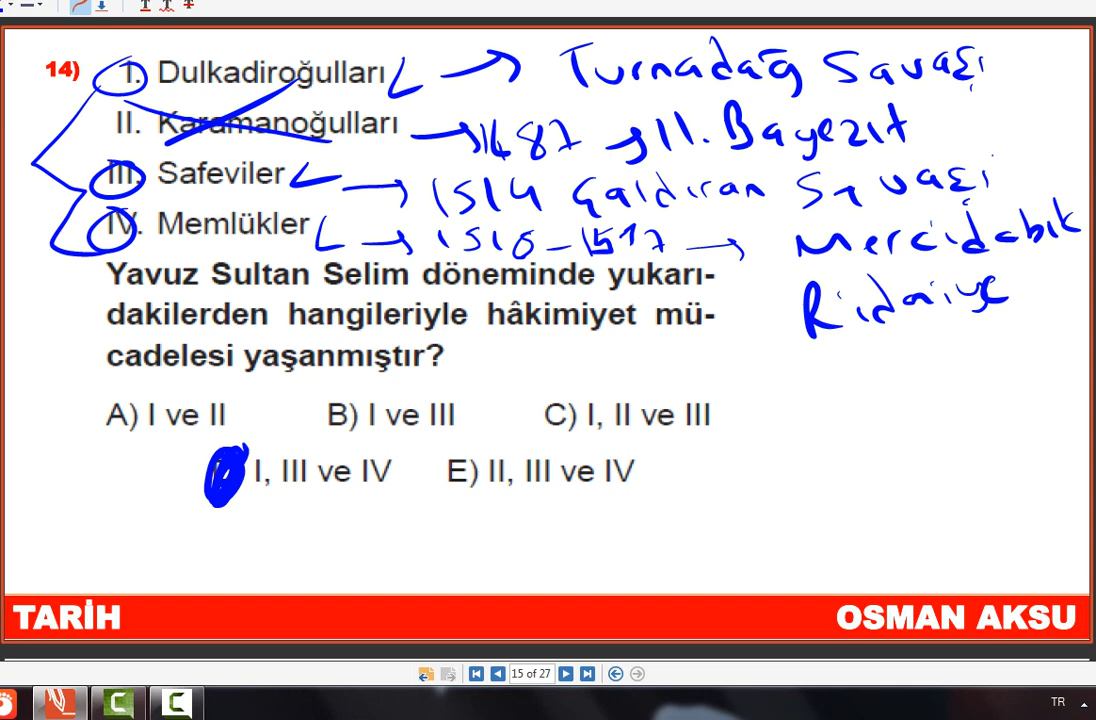 14) I. Dulkadiroğulları → Turnadağ Savaşı
II. Karamanoğulları → 1487 → II. Bayezıt
III. Safeviler → 1514 Çaldıran Savaşı
IV. Memlükler → 1516-1517 → Mercidabık
Ridaniye
Yavuz Sultan Selim döneminde yukarı-
dakilerden hangileriyle hâkimiyet mü-
cadelesi yaşanmıştır?
A) I ve II B) I ve III C) I, II ve III
I, III ve IV E) II, III ve IV
TARİH OSMAN AKSU
15 of 27
TR